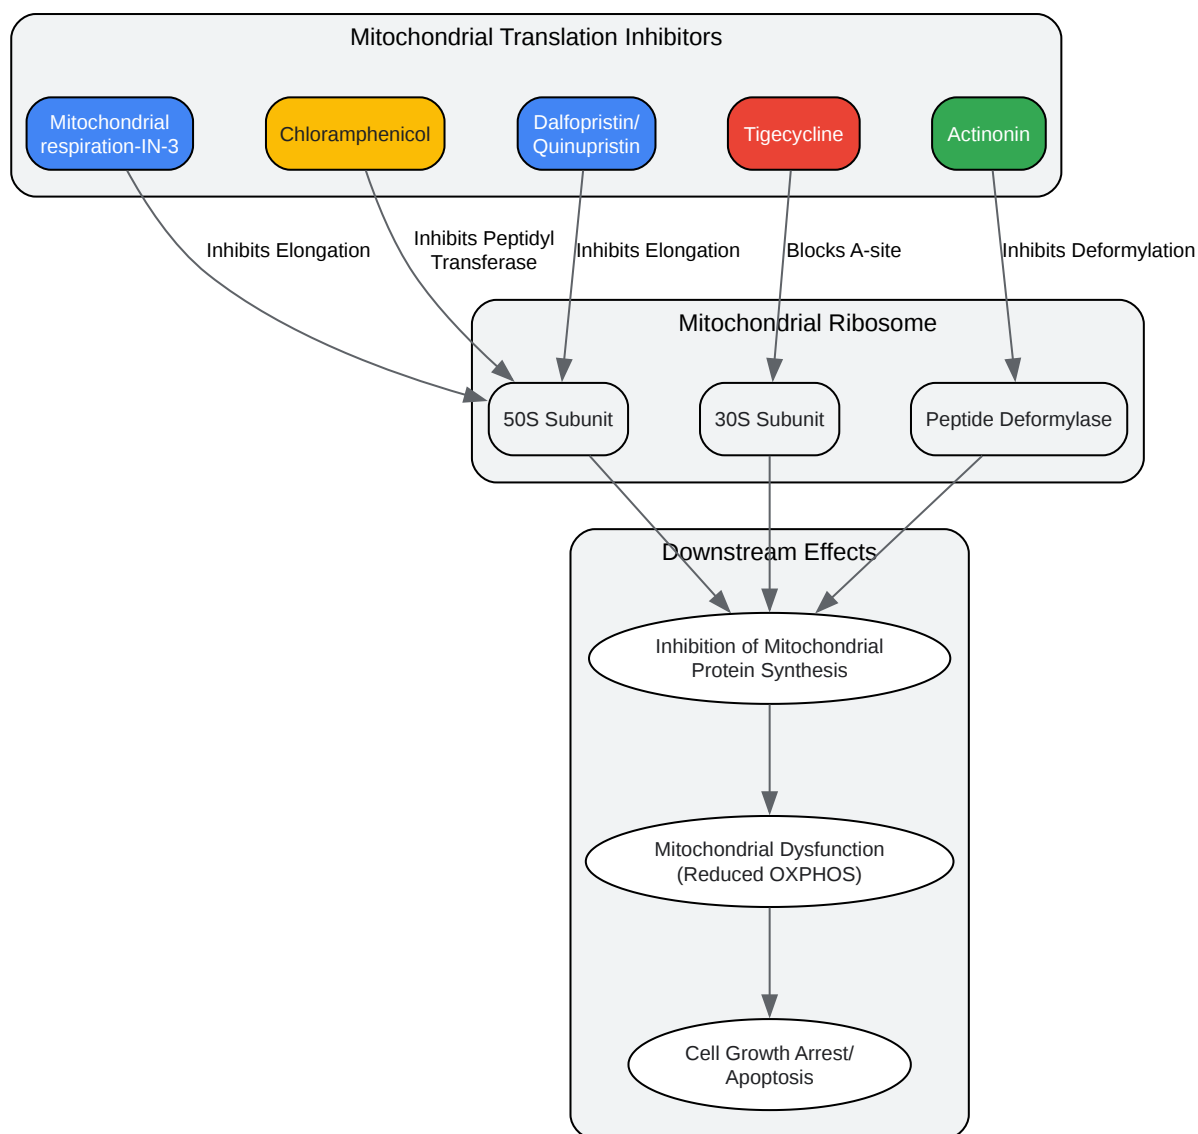 Mitochondrial Translation Inhibitors
Mitochondrial
respiration-IN-3
Chloramphenicol
Dalfopristin/
Quinupristin
Tigecycline
Actinonin
Inhibits Elongation
Inhibits Peptidyl
Transferase
Inhibits Elongation
Blocks A-site
Inhibits Deformylation
Mitochondrial Ribosome
50S Subunit
30S Subunit
Peptide Deformylase
Downstream Effects
Inhibition of Mitochondrial
Protein Synthesis
Mitochondrial Dysfunction
(Reduced OXPHOS)
Cell Growth Arrest/
Apoptosis